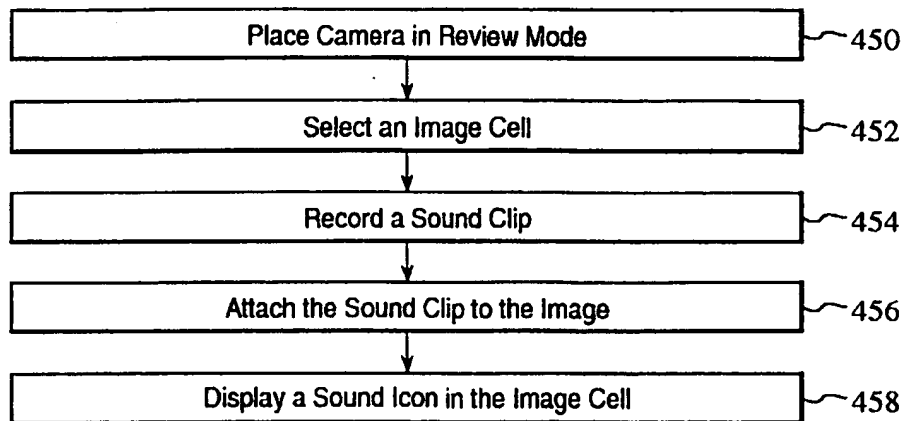 Place Camera in Review Mode 450
Select an Image Cell 452
Record a Sound Clip 454
Attach the Sound Clip to the Image 456
Display a Sound Icon in the Image Cell 458